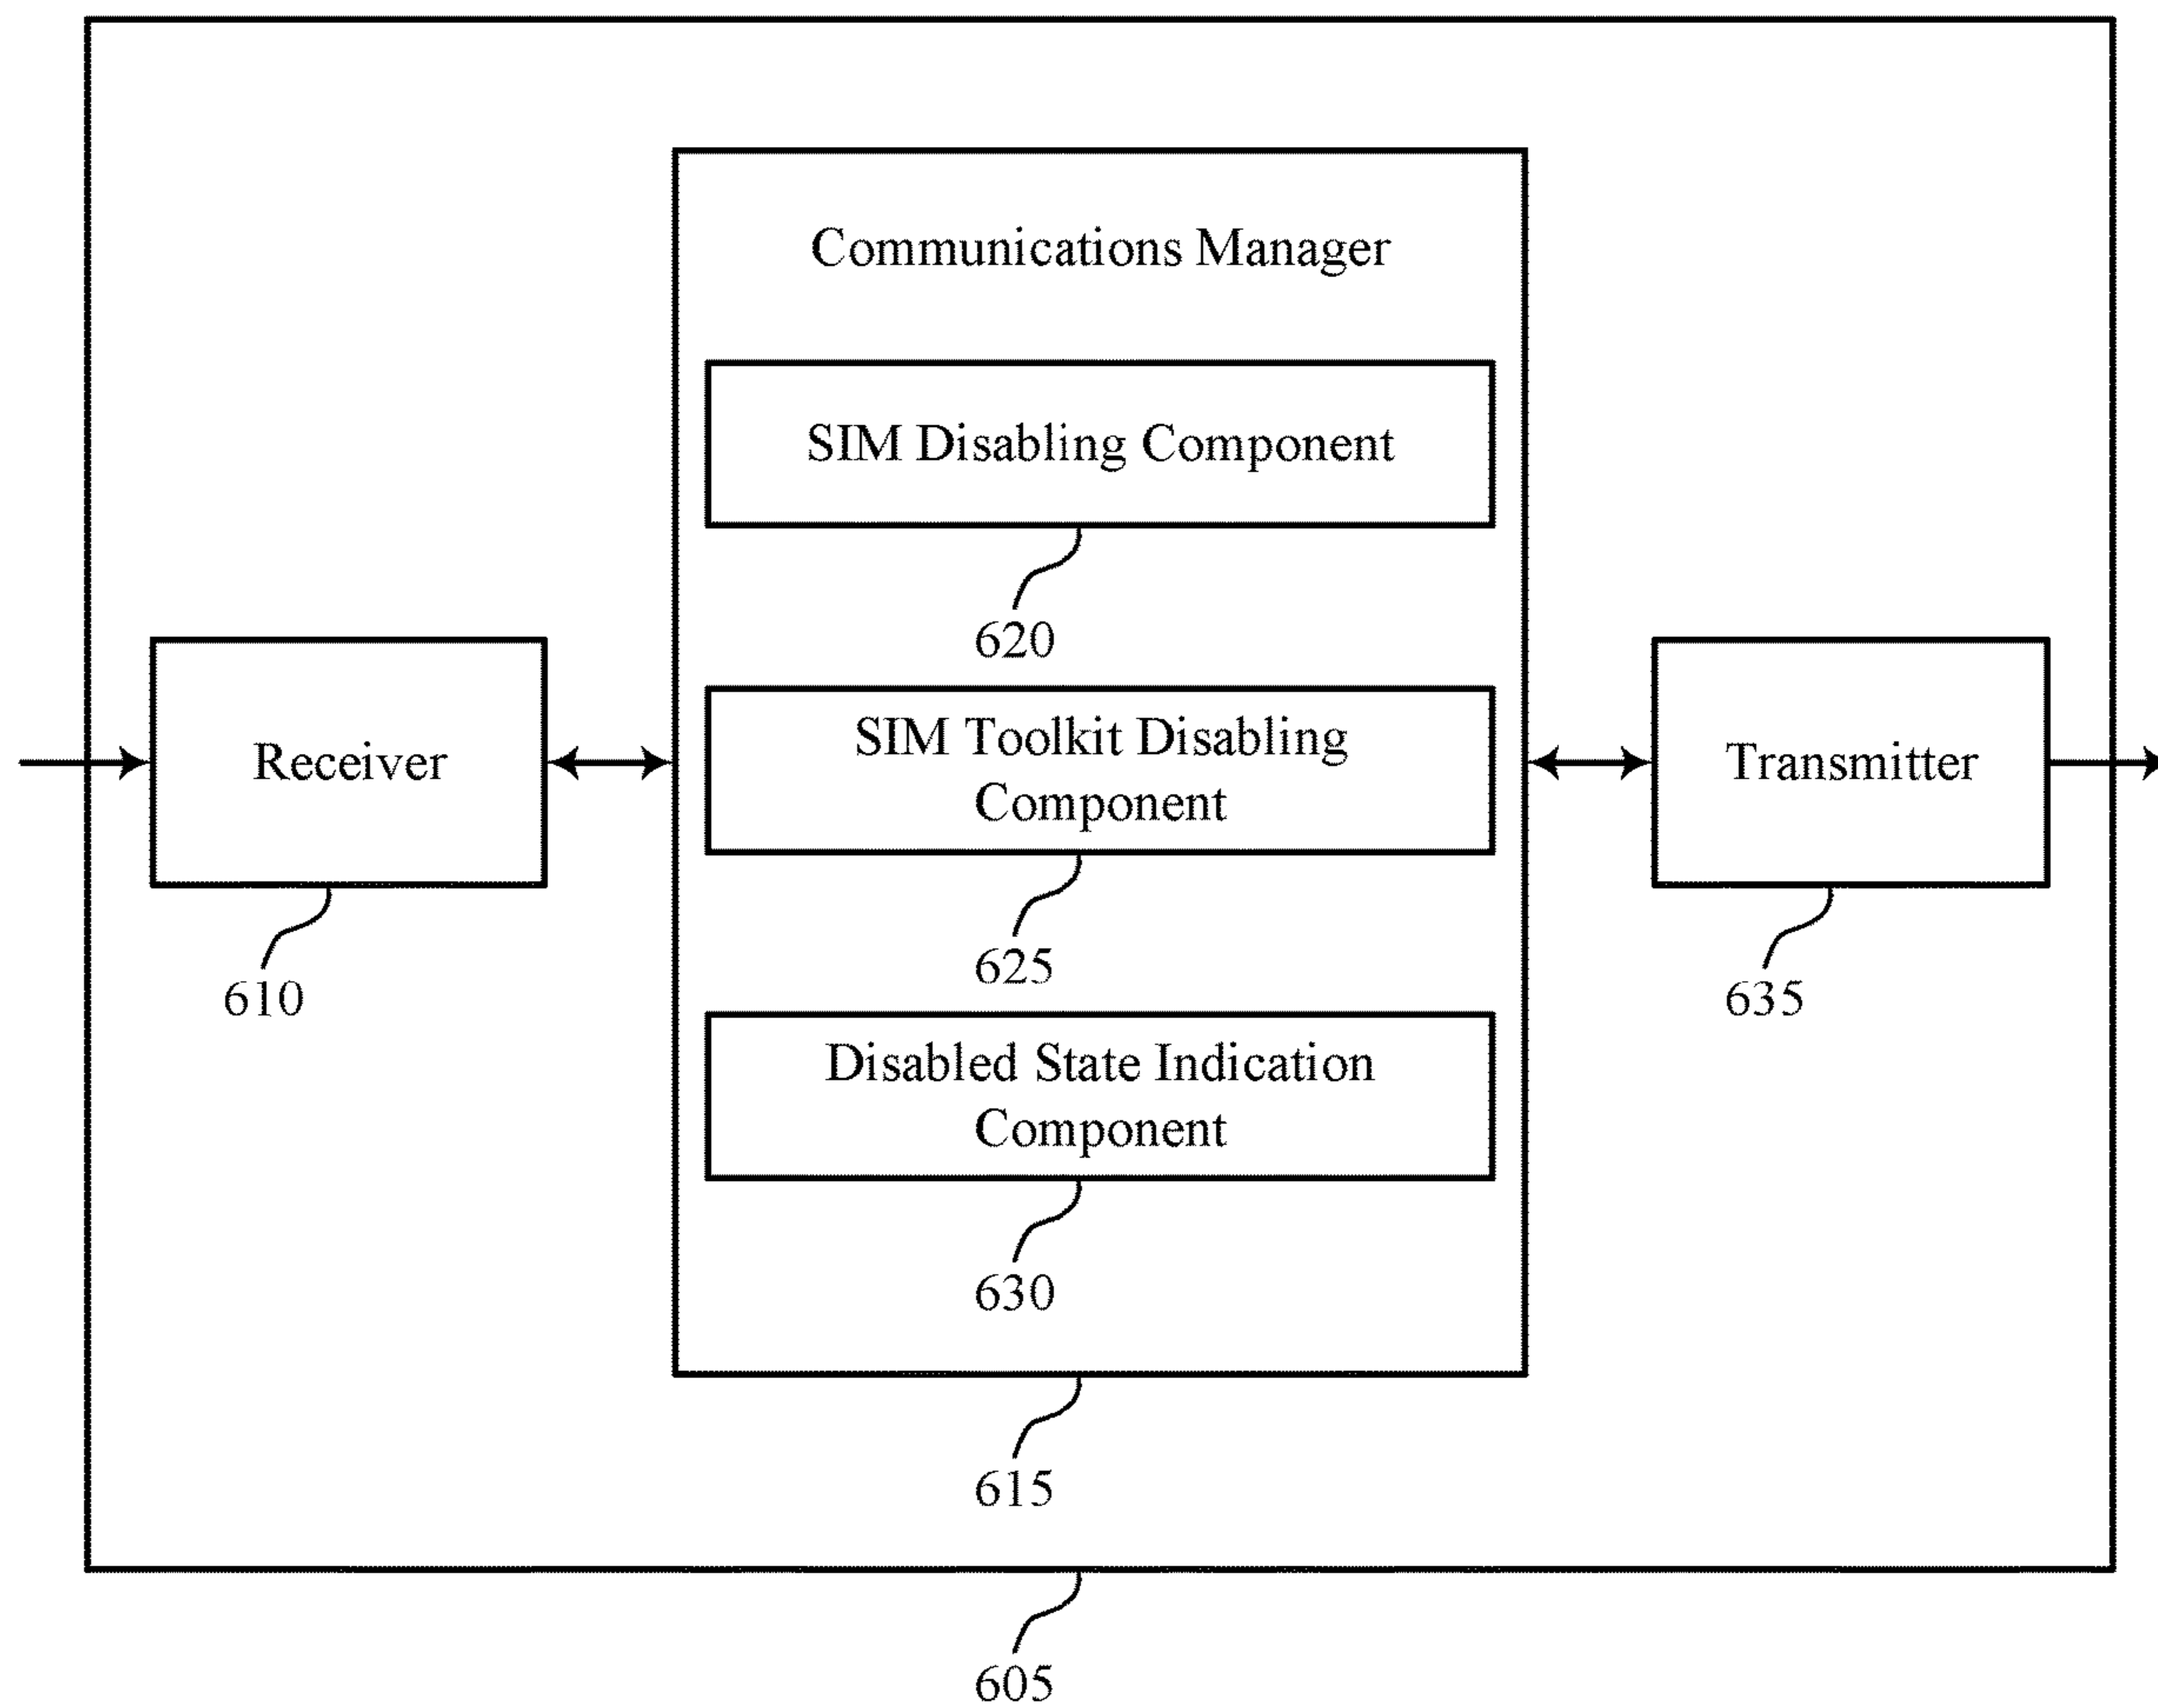 Communications Manager
SIM Disabling Component
620
Receiver
610
SIM Toolkit Disabling
Component
625
Transmitter
635
Disabled State Indication
Component
630
615
605